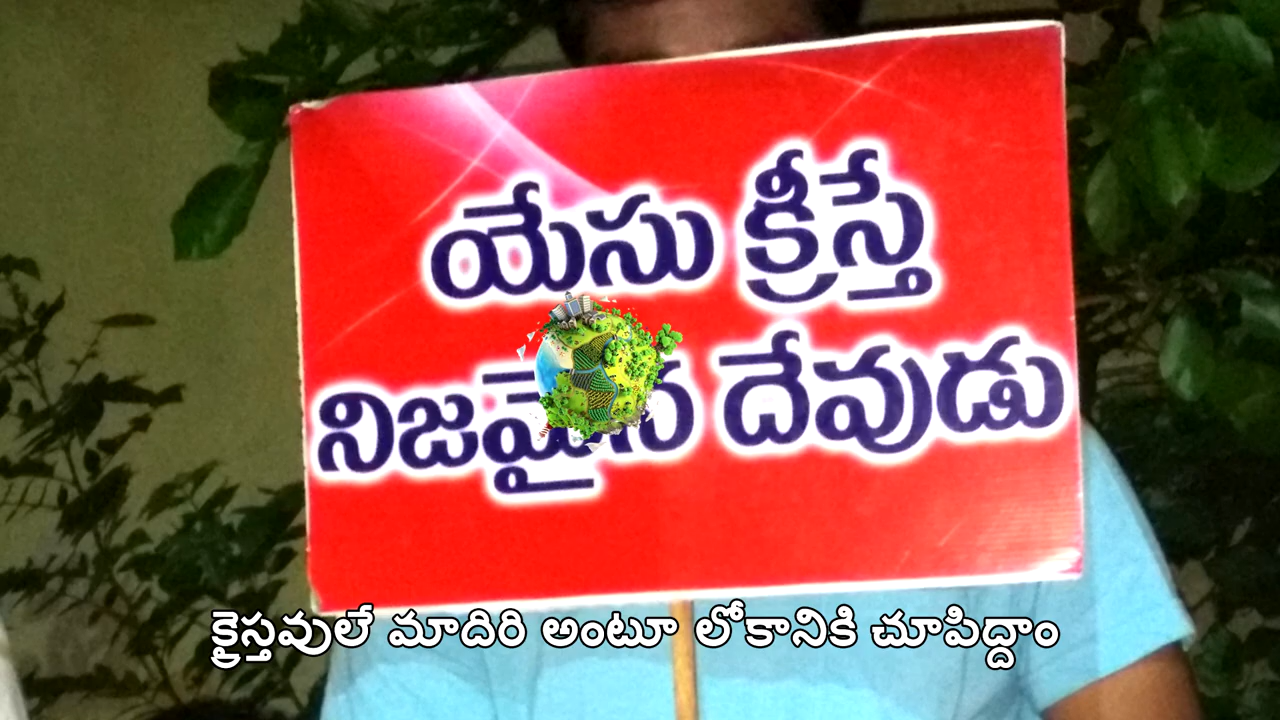 యేసు క్రీస్తే
నిజమైన దేవుడు
క్రైస్తవులే మాదిరి అంటూ లోకానికి చూపిద్దాం